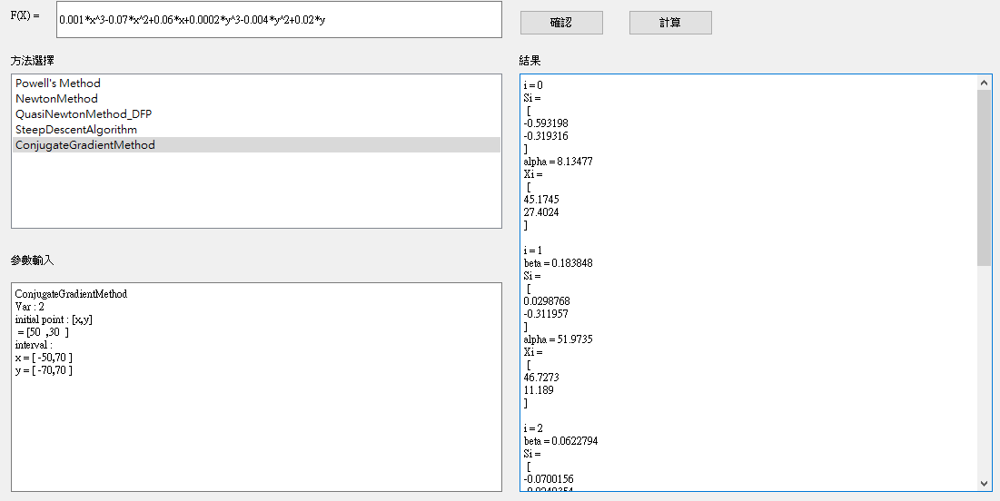 F(X) =
0.001*x^3-0.07*x^2+0.06*x+0.0002*y^3-0.004*y^2+0.02*y
確認
計算
方法選擇
Powell's Method
NewtonMethod
QuasiNewtonMethod_DFP
SteepDescentAlgorithm
ConjugateGradientMethod
參數輸入
ConjugateGradientMethod
Var : 2
initial point : [x,y]
= [50 ,30 ]
interval :
x = [ -50,70 ]
y = [ -70,70 ]
結果
i = 0
Si =
[
-0.593198
-0.319316
]
alpha = 8.13477
Xi =
[
45.1745
27.4024
]
i = 1
beta = 0.183848
Si =
[
0.0298768
-0.311957
]
alpha = 51.9735
Xi =
[
46.7273
11.189
]
i = 2
beta = 0.0622794
Si =
[
-0.0700156